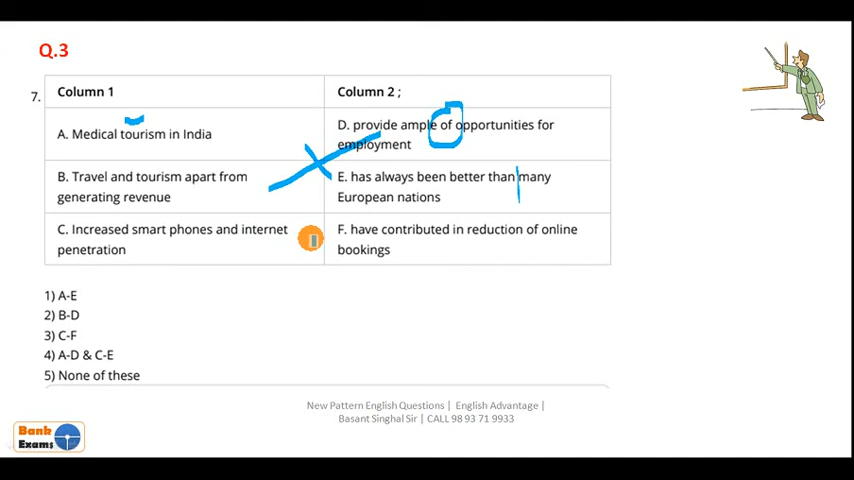 Q.3
7.
Column 1
Column 2 ;
A. Medical tourism in India
D. provide ample of opportunities for
employment
B. Travel and tourism apart from
generating revenue
E. has always been better than many
European nations
C. Increased smart phones and internet
penetration
F. have contributed in reduction of online
bookings
1) A-E
2) B-D
3) C-F
4) A-D & C-E
5) None of these
New Pattern English Questions | English Advantage |
Basant Singhal Sir | CALL 98 93 71 9933
Bank
Exams